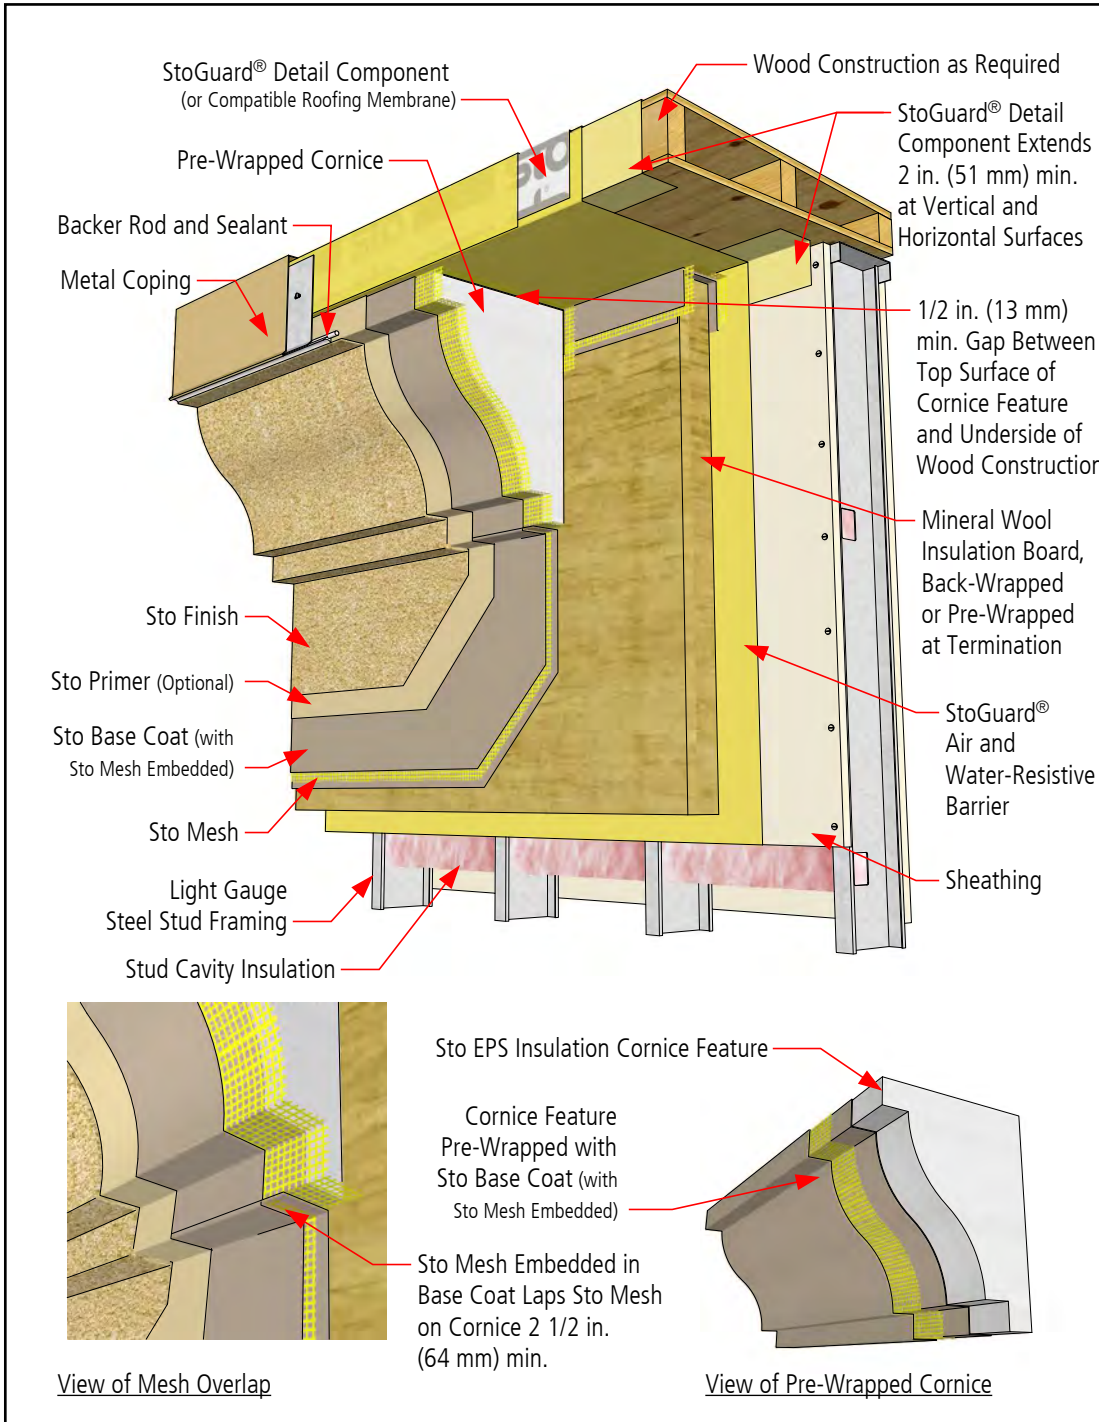 StoGuard® Detail Component
(or Compatible Roofing Membrane)
Pre-Wrapped Cornice
Backer Rod and Sealant
Metal Coping
Wood Construction as Required
StoGuard® Detail
Component Extends
2 in. (51 mm) min.
at Vertical and
Horizontal Surfaces
1/2 in. (13 mm)
min. Gap Between
Top Surface of
Cornice Feature
and Underside of
Wood Construction
Mineral Wool
Insulation Board,
Back-Wrapped
or Pre-Wrapped
at Termination
StoGuard®
Air and
Water-Resistive
Barrier
Sheathing
Sto Finish
Sto Primer (Optional)
Sto Base Coat (with
Sto Mesh Embedded)
Sto Mesh
Light Gauge
Steel Stud Framing
Stud Cavity Insulation
sto
Sto EPS Insulation Cornice Feature
Cornice Feature
Pre-Wrapped with
Sto Base Coat (with
Sto Mesh Embedded)
Sto Mesh Embedded in
Base Coat Laps Sto Mesh
on Cornice 2 1/2 in.
(64 mm) min.
View of Mesh Overlap
View of Pre-Wrapped Cornice